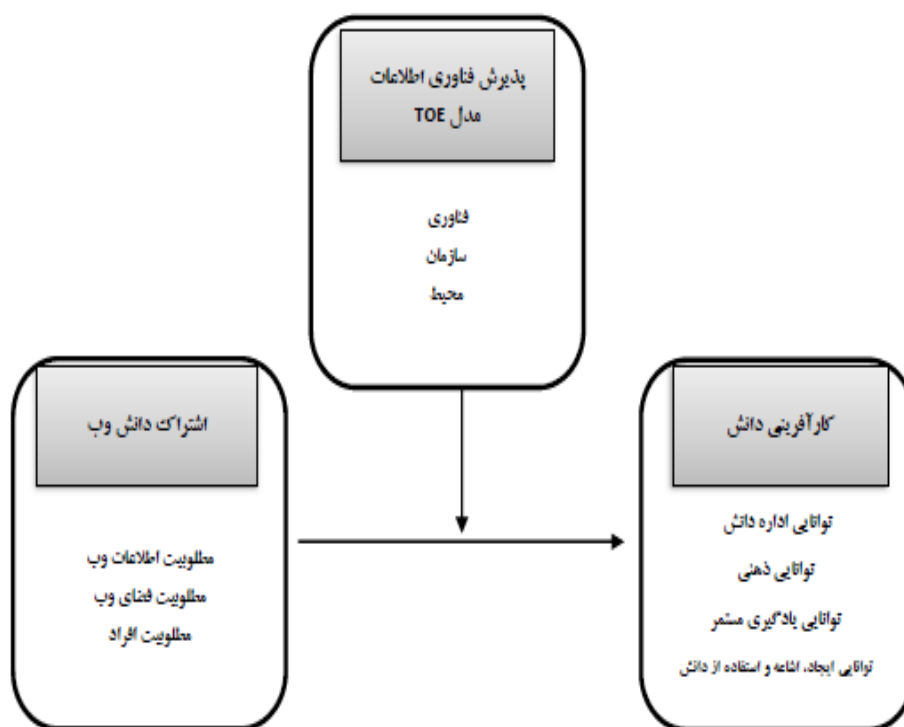 پذیرش فناوری اطلاعات
مدل TOE
فناوری
سازمان
محیط
کارآفرینی دانش
توانایی اداره دانش
توانایی ذهنی
توانایی یادگیری مستمر
توانایی ایجاد، اشاعه و استفاده از دانش
اشتراک دانش وب
مطلوبیت اطلاعات وب
مطلوبیت فضای وب
مطلوبیت افراد